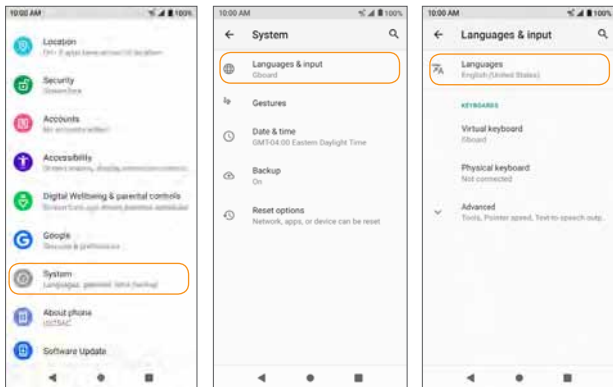 10:00 AM
100%
Location
Security
Accounts
Accessibility
Digital Wellbeing & parental controls
Google
System
About phone
Software Update
10:00 AM
100%
System
Languages & input
Gboard
Gestures
Date & time
GMT-04:00 Eastern Daylight Time
Backup
On
Reset options
Network, apps, or device can be reset
10:00 AM
100%
Languages & input
Languages
English (United States)
KEYBOARDS
Virtual keyboard
Gboard
Physical keyboard
Not connected
Advanced
Tools, Pointer speed, Text-to-speech outp..